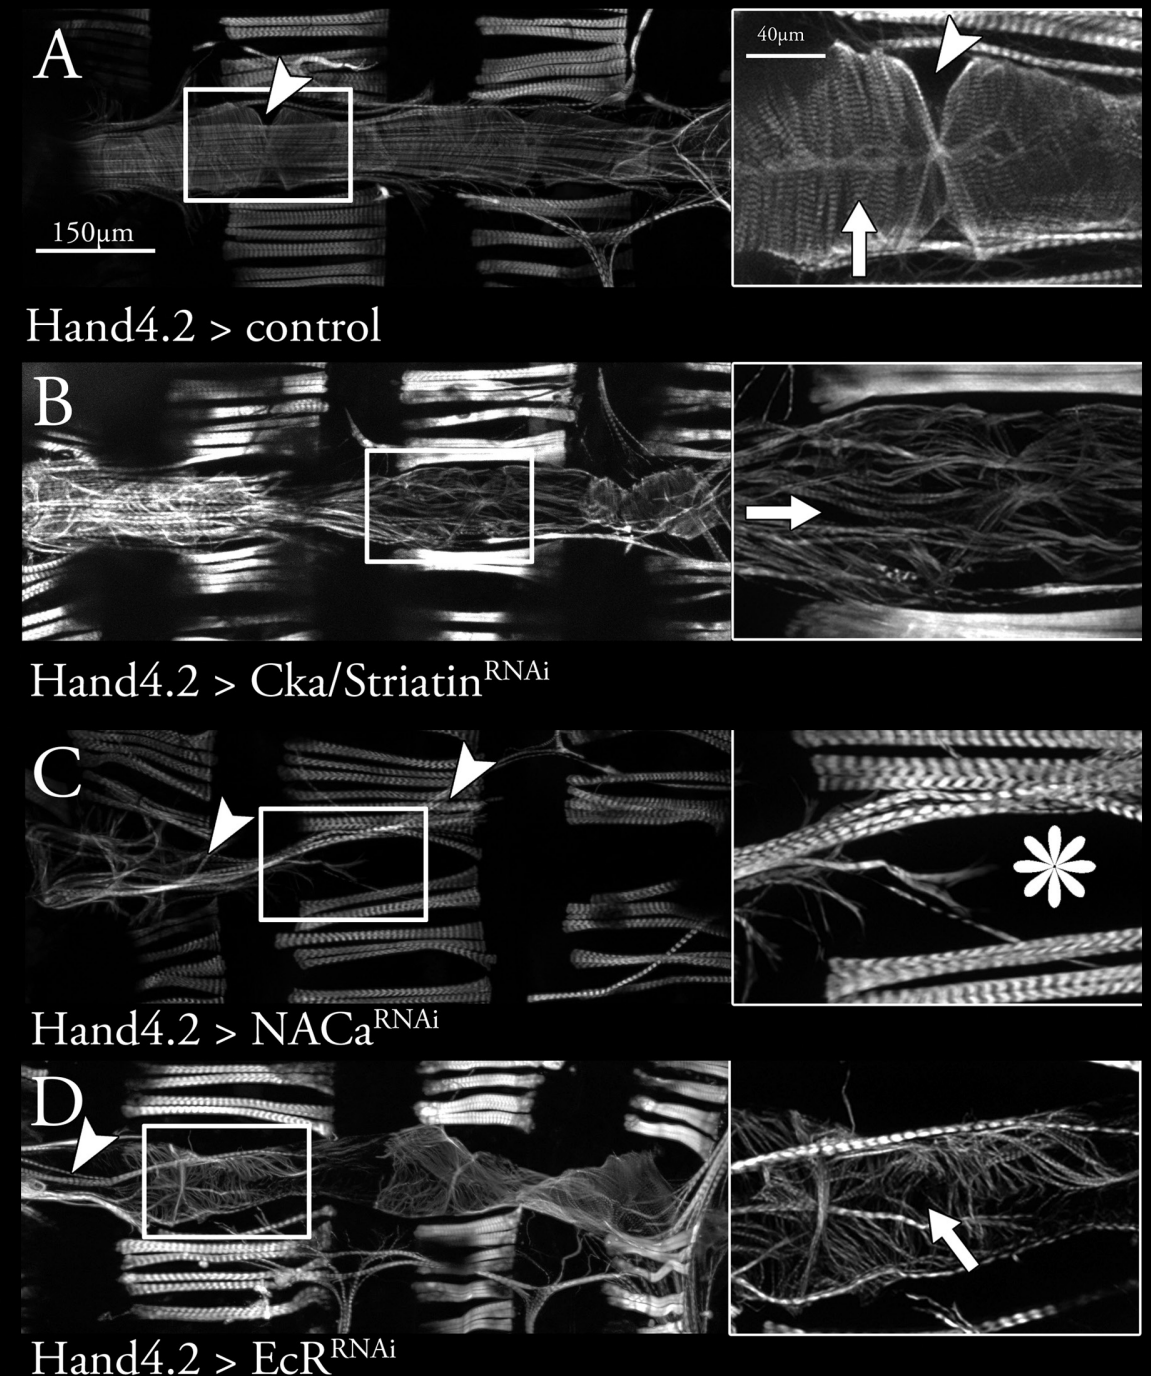 A
40µm
150µm
Hand4.2 > control
B
Hand4.2 > Cka/Striatin^RNAi
C
Hand4.2 > NACa^RNAi
D
Hand4.2 > EcR^RNAi